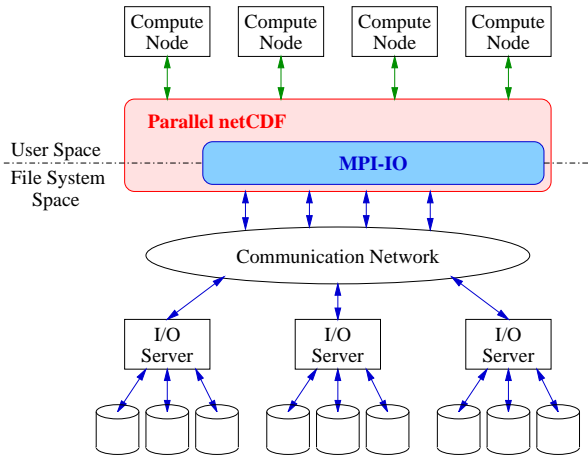 Compute
Node
Compute
Node
Compute
Node
Compute
Node
Parallel netCDF
User Space
MPI-IO
File System
Space
Communication Network
I/O
Server
I/O
Server
I/O
Server